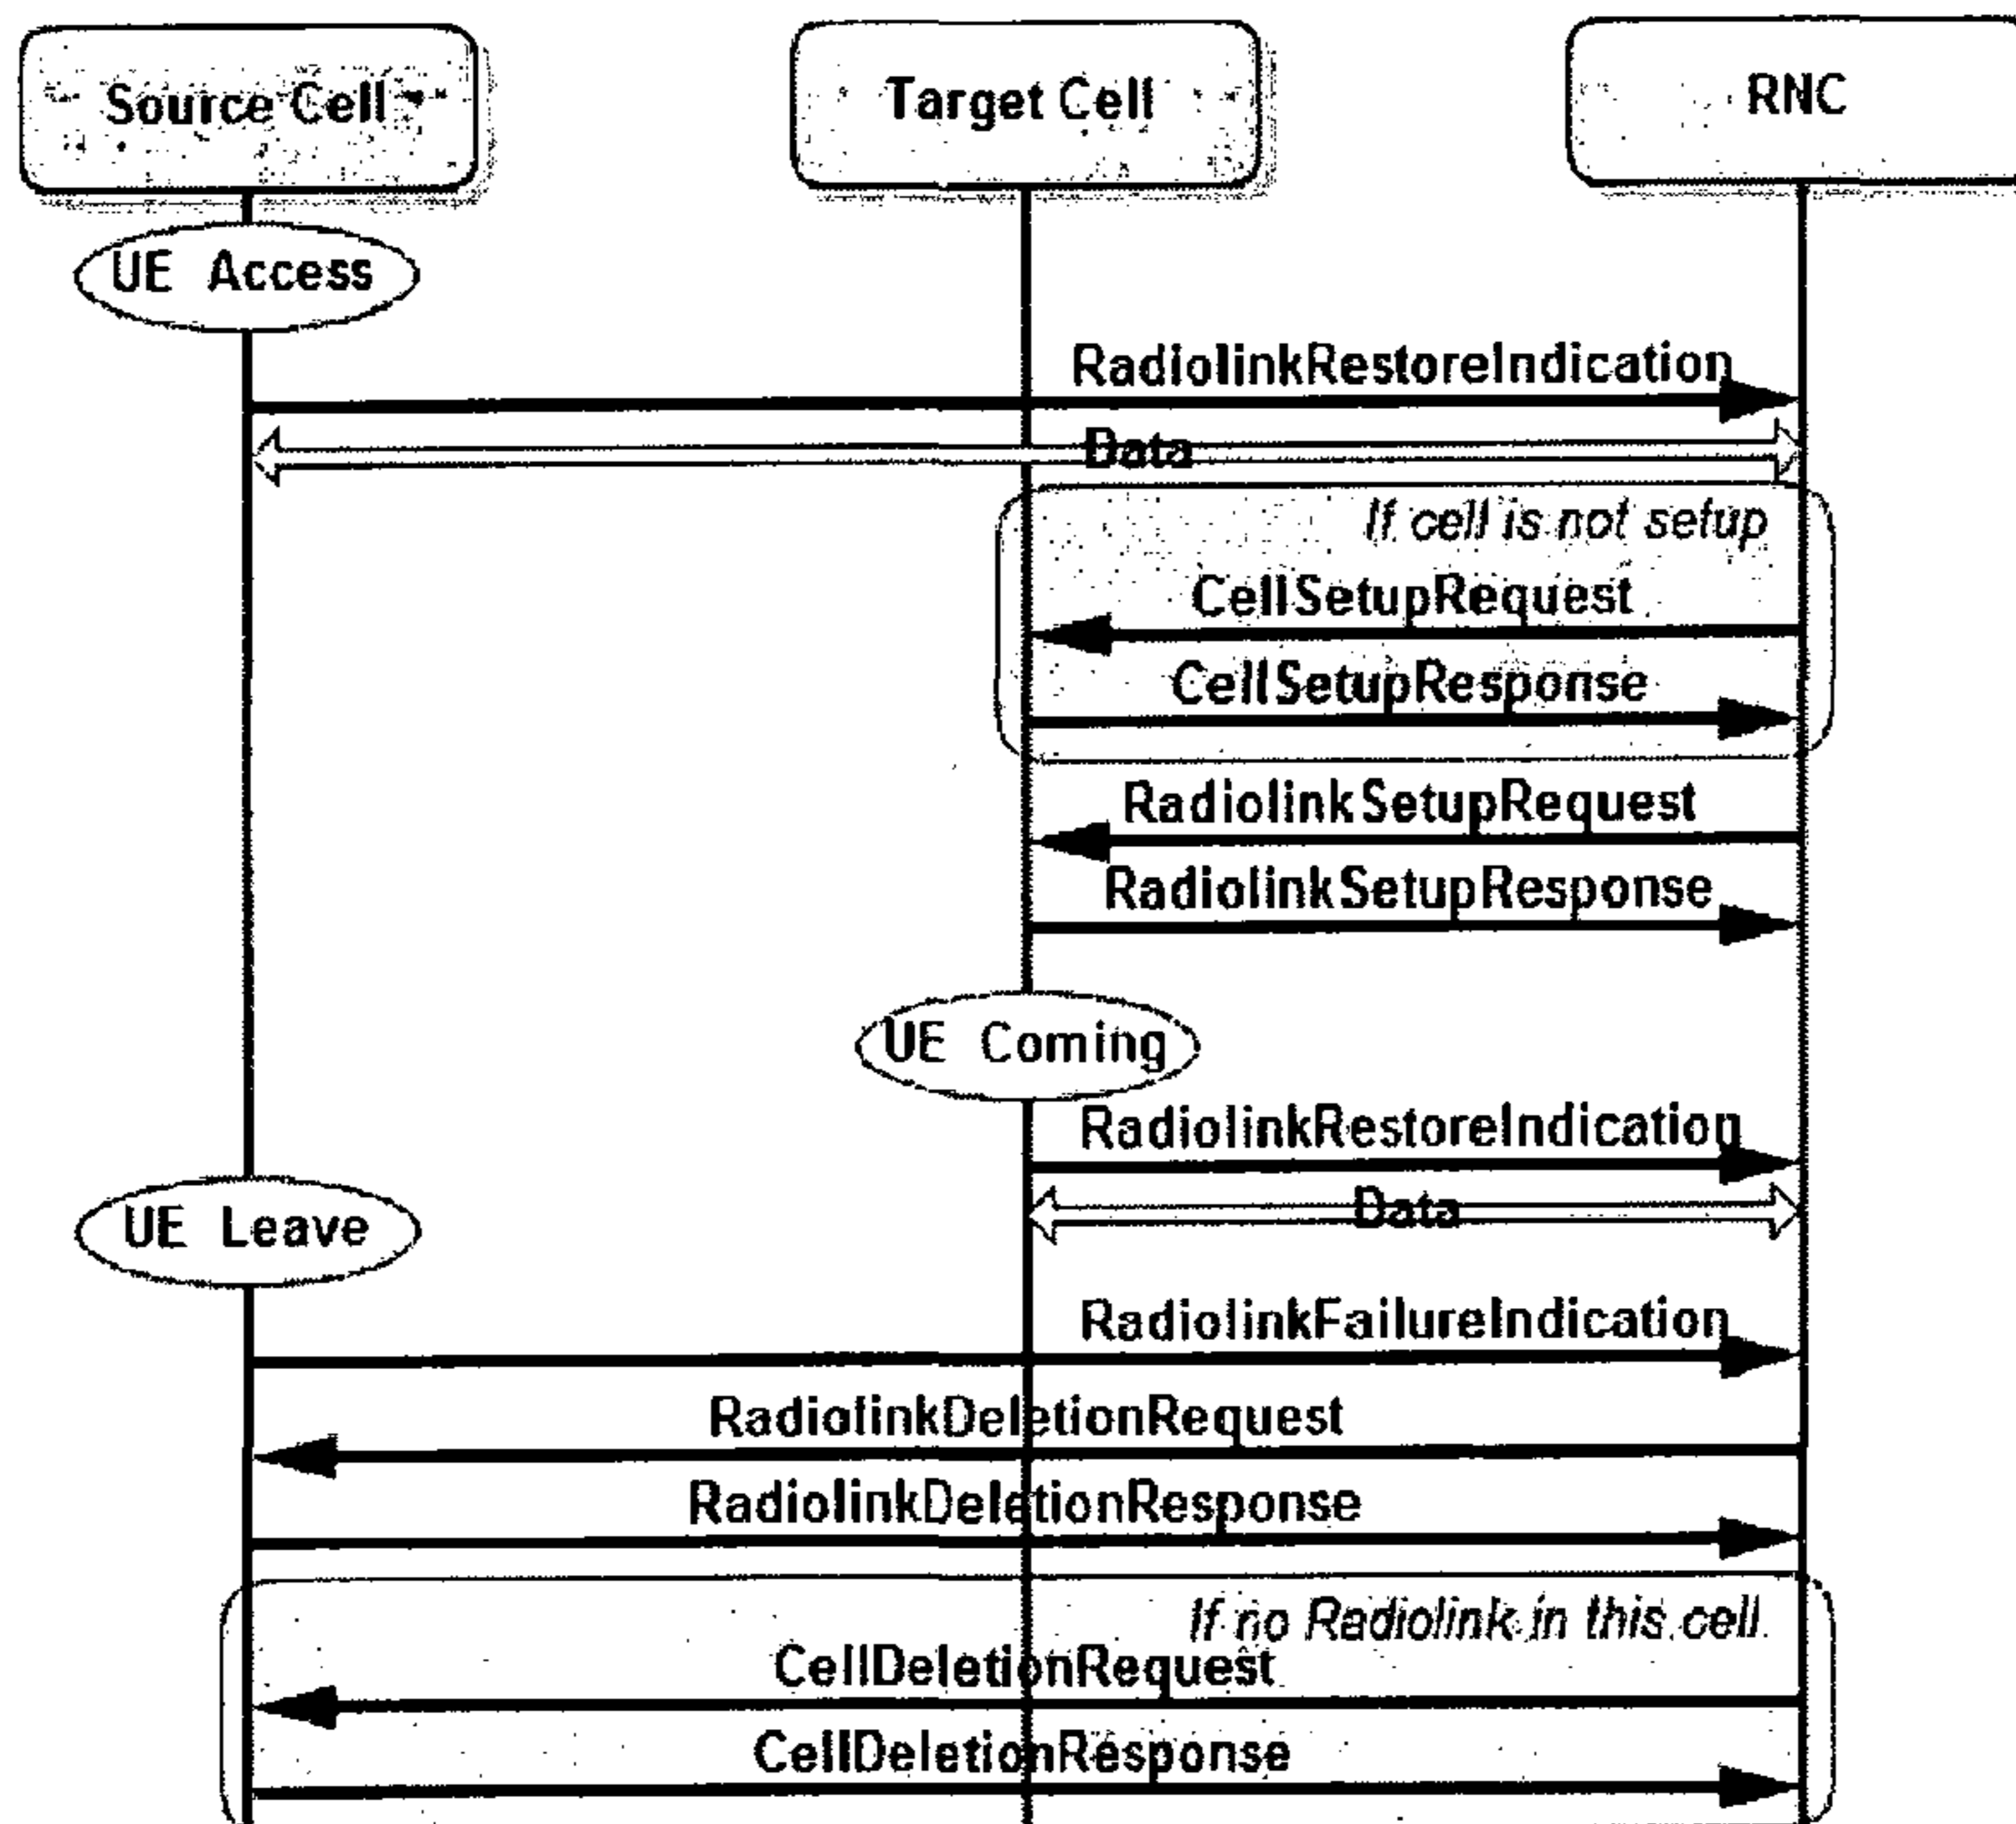 Source Cell
Target Cell
RNC
UE Access
RadiolinkRestoreIndication
Data
If cell is not setup
CellSetupRequest
CellSetupResponse
RadiolinkSetupRequest
RadiolinkSetupResponse
UE Coming
RadiolinkRestoreIndication
Data
UE Leave
RadiolinkFailureIndication
RadiolinkDeletionRequest
RadiolinkDeletionResponse
If no Radiolink in this cell
CellDeletionRequest
CellDeletionResponse